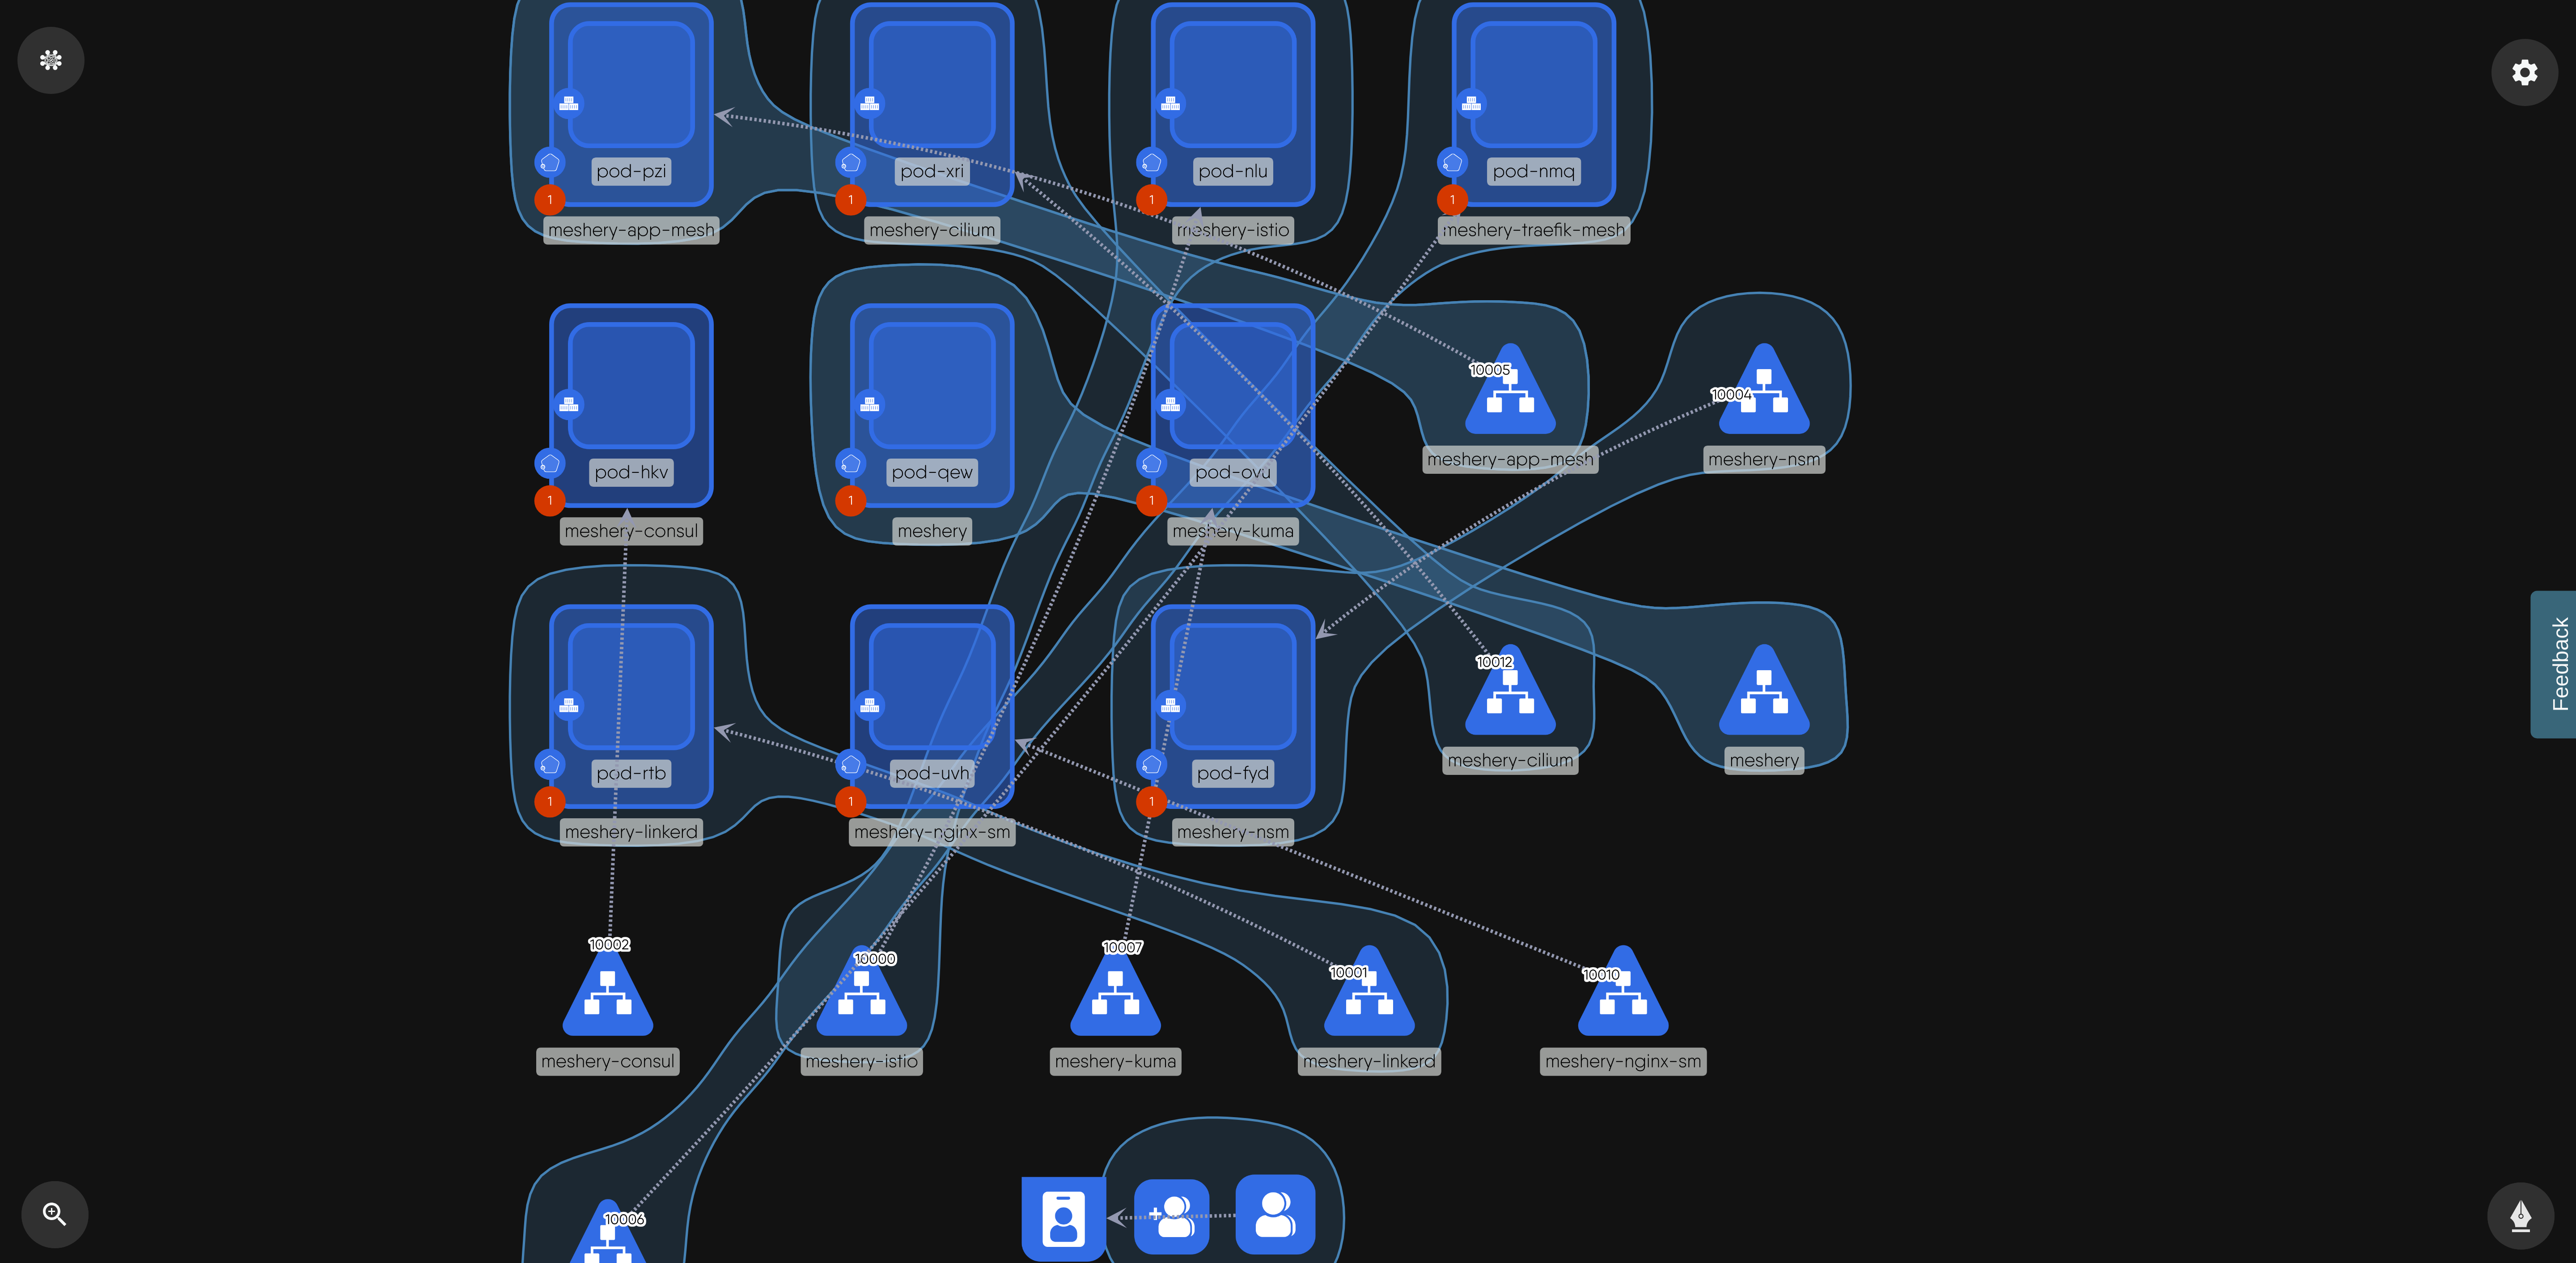 pod-pzi
pod-xri
pod-nlu
pod-nmq
1
1
1
1
meshery-app-mesh
meshery-cilium
meshery-istio
meshery-traefik-mesh
10005
10004
meshery-app-mesh
meshery-nsm
pod-hkv
pod-qew
pod-ovu
1
1
1
meshery-consul
meshery
meshery-kuma
10012
meshery-cilium
meshery
Feedback
pod-rtb
pod-uvh
pod-fyd
1
1
1
meshery-linkerd
meshery-nginx-sm
meshery-nsm
10002
10000
10007
10001
10010
meshery-consul
meshery-istio
meshery-kuma
meshery-linkerd
meshery-nginx-sm
10006